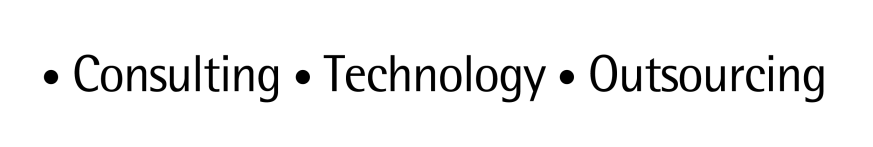 • Consulting • Technology • Outsourcing